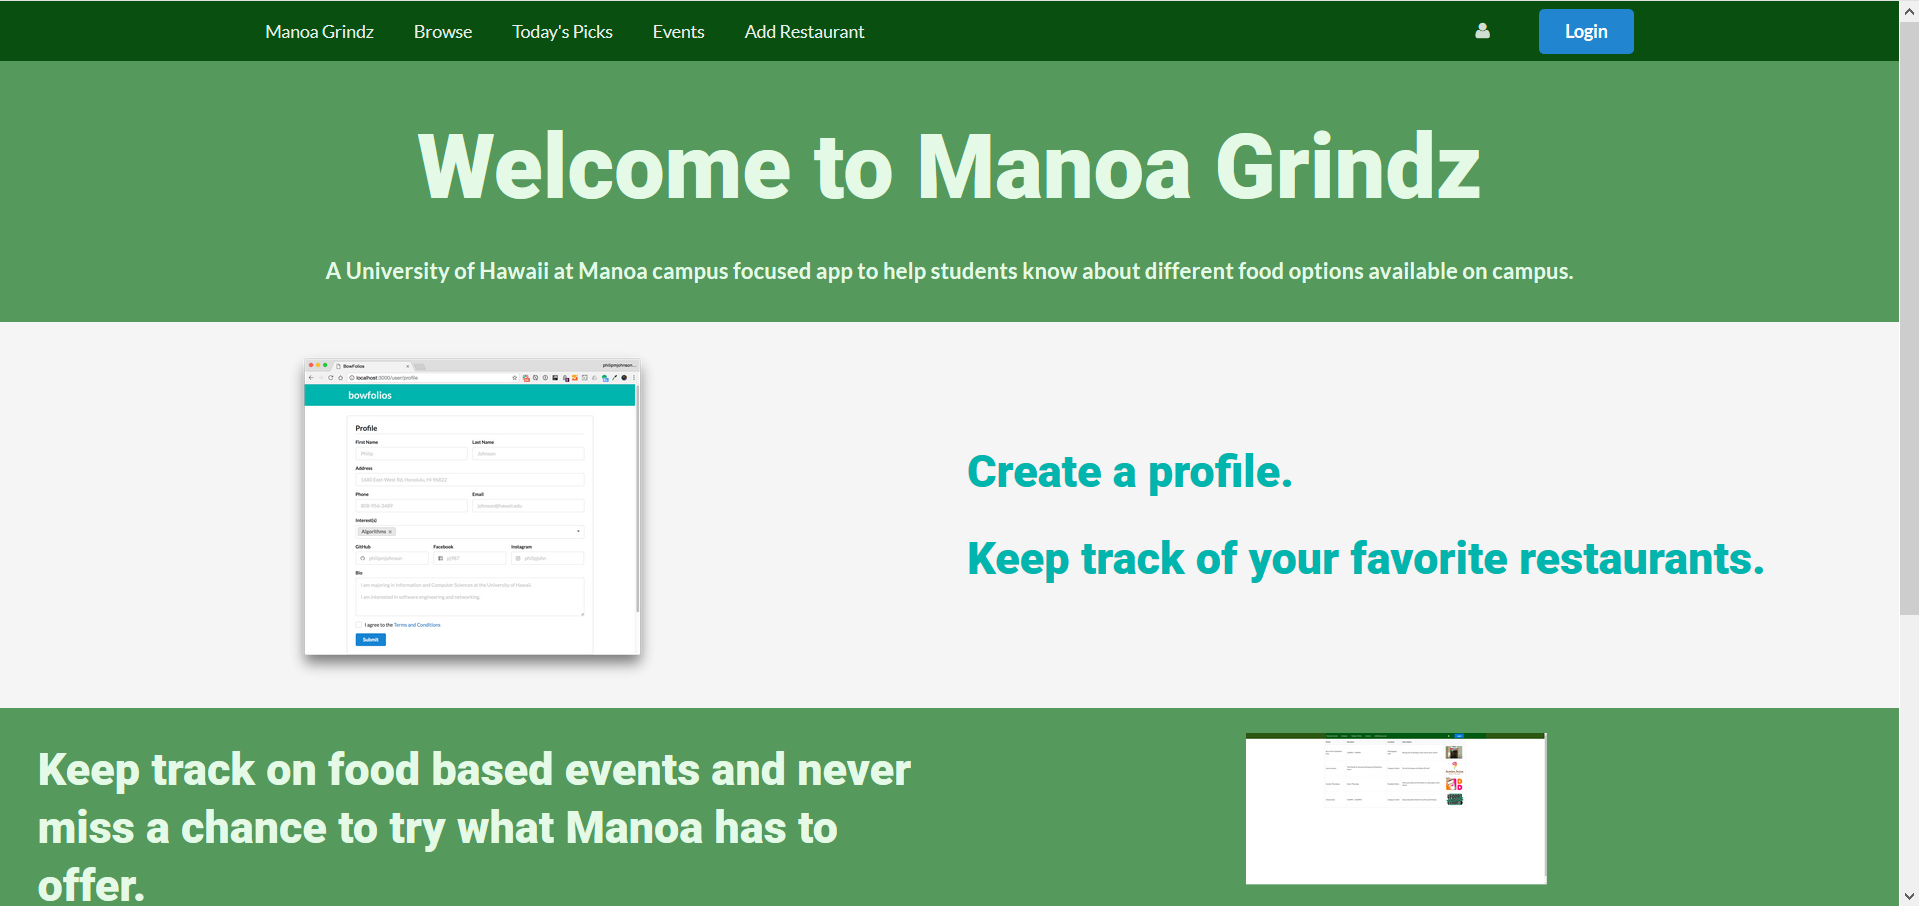 Manoa Grindz Browse Today's Picks Events Add Restaurant Login
Welcome to Manoa Grindz
A University of Hawaii at Manoa campus focused app to help students know about different food options available on campus.
BowFolios
philipmjohnson...
localhost:3000/user/profile
bowfolios
Profile
First Name Last Name
Philip Johnson
Address
1680 East West Rd, Honolulu, HI 96822
Phone Email
808-956-3489 johnson@hawaii.edu
Interest(s)
Algorithms
GitHub Facebook Instagram
philipmjohnson
Bio
I am majoring in Information and Computer Sciences at the University of Hawaii.
I am interested in software engineering and networking.
I agree to the Terms and Conditions
Submit
Create a profile.
Keep track of your favorite restaurants.
Keep track on food based events and never
miss a chance to try what Manoa has to
offer.